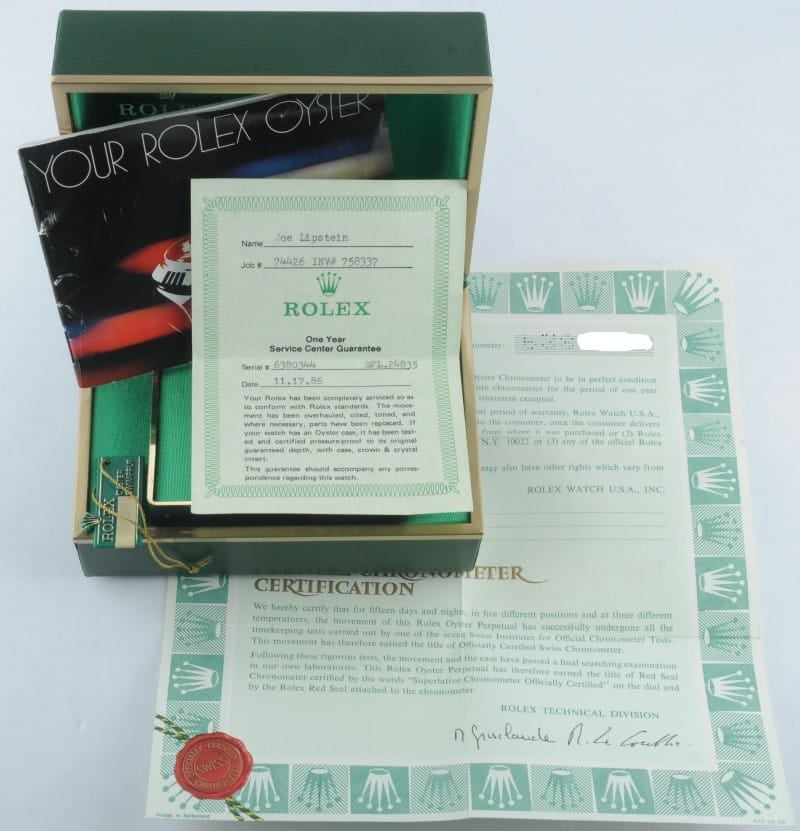 ROLEX
YOUR ROLEX OYSTER
Name Joe Lipstein
Job # 74426 INV# 758337
ROLEX
One Year
Service Center Guarantee
Serial # 6380344 SFL.24835
Date 11.17.86
Your Rolex has been completely serviced so as
to conform with Rolex standards. The move-
ment has been overhauled, oiled, timed, and
where necessary, parts have been replaced. If
your watch has an Oyster case, it has been test-
ed and certified pressure-proof to its original
guaranteed depth, with case, crown & crystal
intact.
This guarantee should accompany any corres-
pondence regarding this watch.
ROLEX
OYSTER
SWIMPRUF
Oyster Chronometer to be in perfect condition
chronometer for the period of one year
treatment excepted.
period of warranty, Rolex Watch U.S.A.,
to the consumer, once the consumer delivers
from whom it was purchased or (2) Rolex
N.Y. 10022 or (3) any of the official Rolex
may also have other rights which vary from
ROLEX WATCH U.S.A., INC.
CHRONOMETER
CERTIFICATION
We hereby certify that for fifteen days and nights, in five different positions and at three different
temperatures, the movement of this Rolex Oyster Perpetual has successfully undergone all the
timekeeping tests carried out by one of the seven Swiss Institutes for Official Chronometer Tests.
This movement has therefore earned the title of Officially Certified Swiss Chronometer.
Following these rigorous tests, the movement and the case have passed a final searching examination
in our own laboratories. This Rolex Oyster Perpetual has therefore earned the title of Red Seal
Chronometer certified by the words "Superlative Chronometer Officially Certified" on the dial and
by the Rolex Red Seal attached to the chronometer.
ROLEX TECHNICAL DIVISION
SWISS
Printed in Switzerland